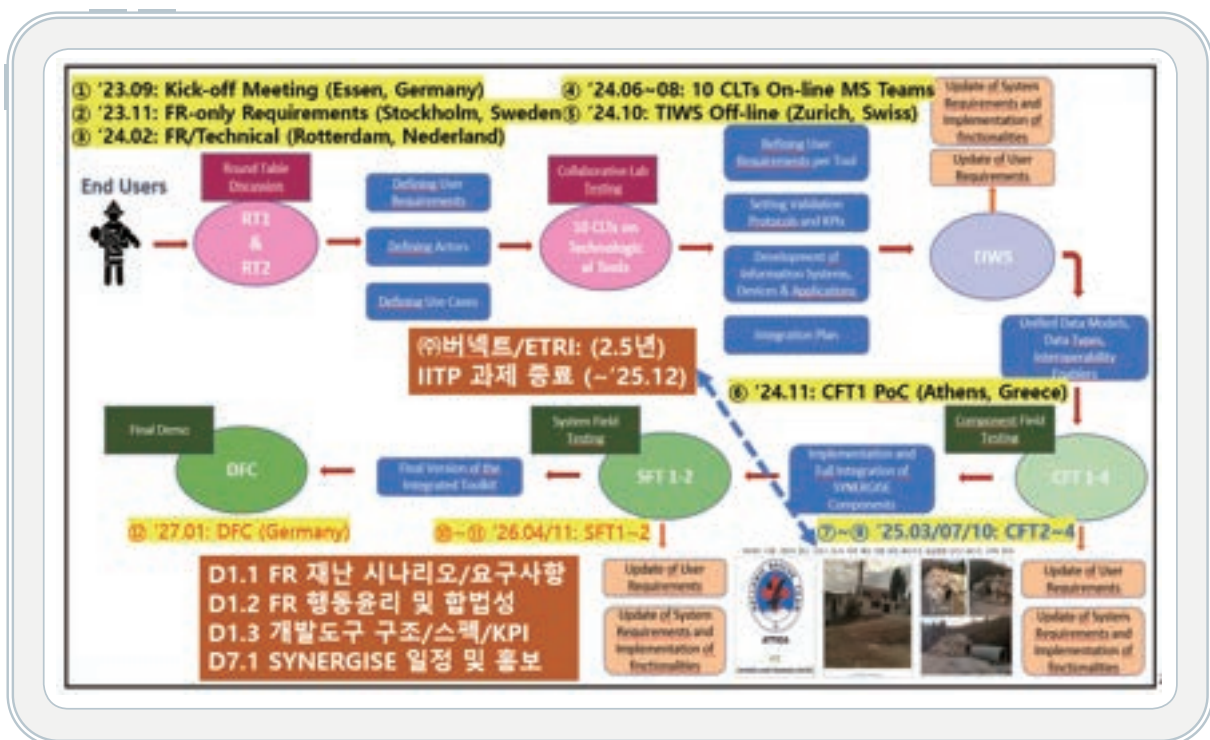 ① '23.09: Kick-off Meeting (Essen, Germany)
② '23.11: FR-only Requirements (Stockholm, Sweden
③ '24.02: FR/Technical (Rotterdam, Nederland)
④ '24.06~08: 10 CLTs On-line MS Teams
⑤ '24.10: TIWS Off-line (Zurich, Swiss)
Update of System
Requirements and
Implementation of
finctionalities
Update of User
Requirements
End Users
Round Table
Discussion
RT1
&
RT2
Defining User
Requirements
Defining Actors
Defining Use Cases
Collaborative Lab
Testing
10 CLTs on
Technologic
al Tools
Refining User
Requirements per Tool
Setting Validation
Protocols and KPIs
Development of
Information Systems,
Devices & Applications
Integration Plan
TIWS
Unified Data Models,
Data Types,
Interoperability
Enablers
㈜버넥트/ETRI: (2.5년)
IITP 과제 종료 (~'25.12)
⑥ '24.11: CFT1 PoC (Athens, Greece)
Final Demo
DFC
Final Version of the
Integrated Toolkit
System Field
Testing
SFT 1-2
Implementation and
Full Integration of
SYNERGISE
Components
Component Field
Testing
CFT 1-4
⑫ '27.01: DFC (Germany)
⑩~⑪ '26.04/11: SFT1~2
'25.03/07/10: CFT2~4
D1.1 FR 재난 시나리오/요구사항
D1.2 FR 행동윤리 및 합법성
D1.3 개발도구 구조/스펙/KPI
D7.1 SYNERGISE 일정 및 홍보
Update of User
Requirements
Update of System
Requirements and
Implementation of
finctionalities
Update of User
Requirements
Update of System
Requirements and
Implementation of
finctionalities